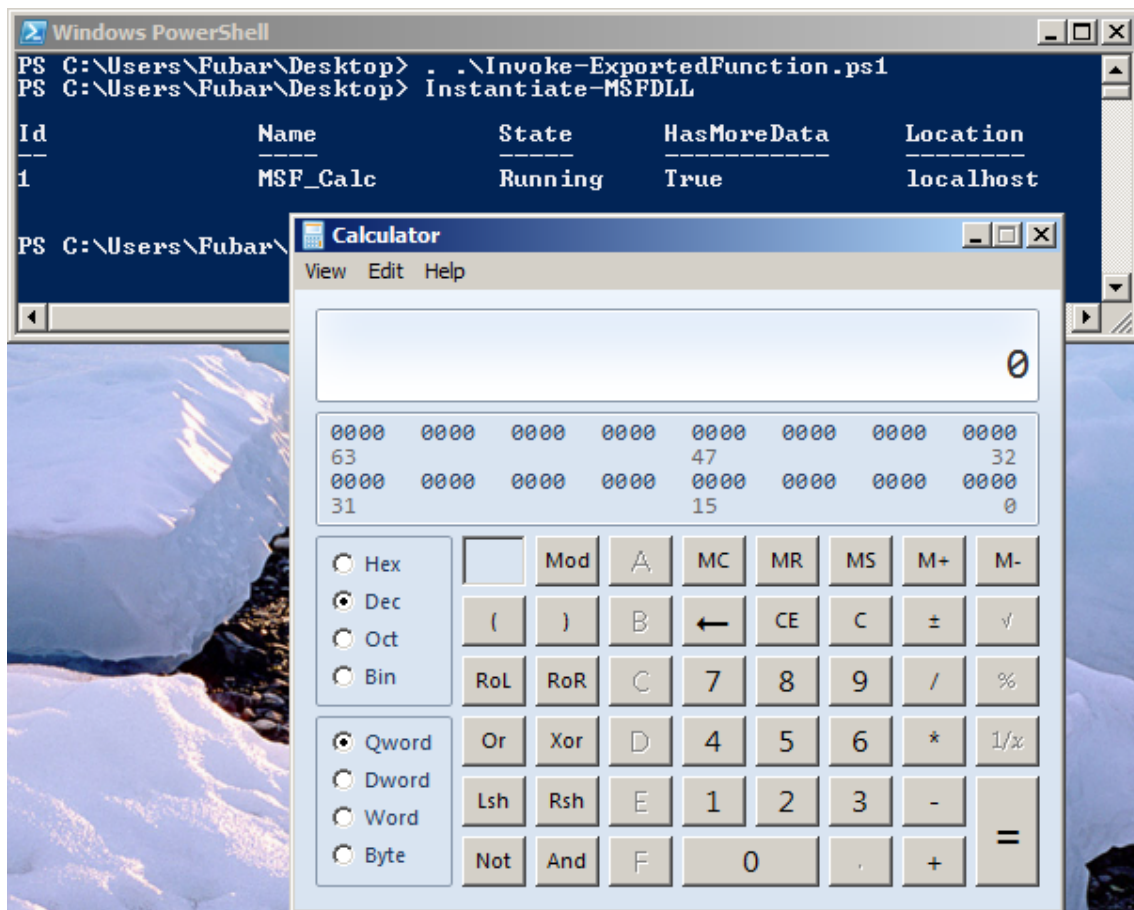 Windows PowerShell
PS C:\Users\Fubar\Desktop> . .\Invoke-ExportedFunction.ps1
PS C:\Users\Fubar\Desktop> Instantiate-MSFDLL
Id Name State HasMoreData Location
-- ---- ----- ----------- --------
1 MSF_Calc Running True localhost
PS C:\Users\Fubar\
Calculator
View Edit Help
0
0000 0000 0000 0000 0000 0000 0000 0000
63 47 32
0000 0000 0000 0000 0000 0000 0000 0000
31 15 0
Hex Mod A MC MR MS M+ M-
Dec ( ) B ← CE C ± √
Oct
Bin RoL RoR C 7 8 9 / %
Qword Or Xor D 4 5 6 * 1/x
Dword
Word Lsh Rsh E 1 2 3 - =
Byte Not And F 0 , +